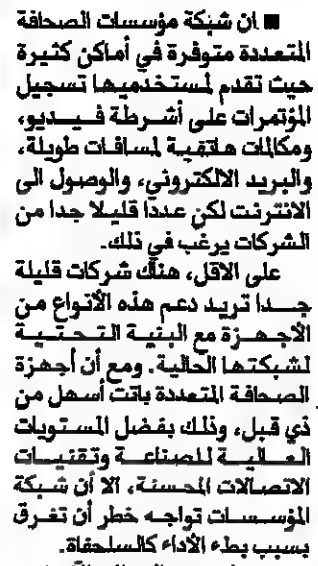 ■ ان شبكة مؤسسات الصحافة
المتعددة متوفرة في أماكن كثيرة
حيث تقدم لمستخدميها تسجيل
المؤتمرات على أشرطة فيديو،
ومكالمات هاتفية لمسافات طويلة،
والبريد الالكتروني، والوصول الى
الانترنت لكن عددا قليلا جدا من
الشركات يرغب في ذلك.
على الاقل، هناك شركات قليلة
جدا تريد دعم هذه الأنواع من
الأجهزة مع البنية التحتية
لشبكتها الحالية. ومع أن أجهزة
الصحافة المتعددة باتت أسهل من
ذي قبل، وذلك بفضل المستويات
العالية للصناعة وتقنيات
الاتصالات المحسنة، الا أن شبكة
المؤسسات تواجه خطر أن تغرق
بسبب بطء الأداء كالسلحفاة.